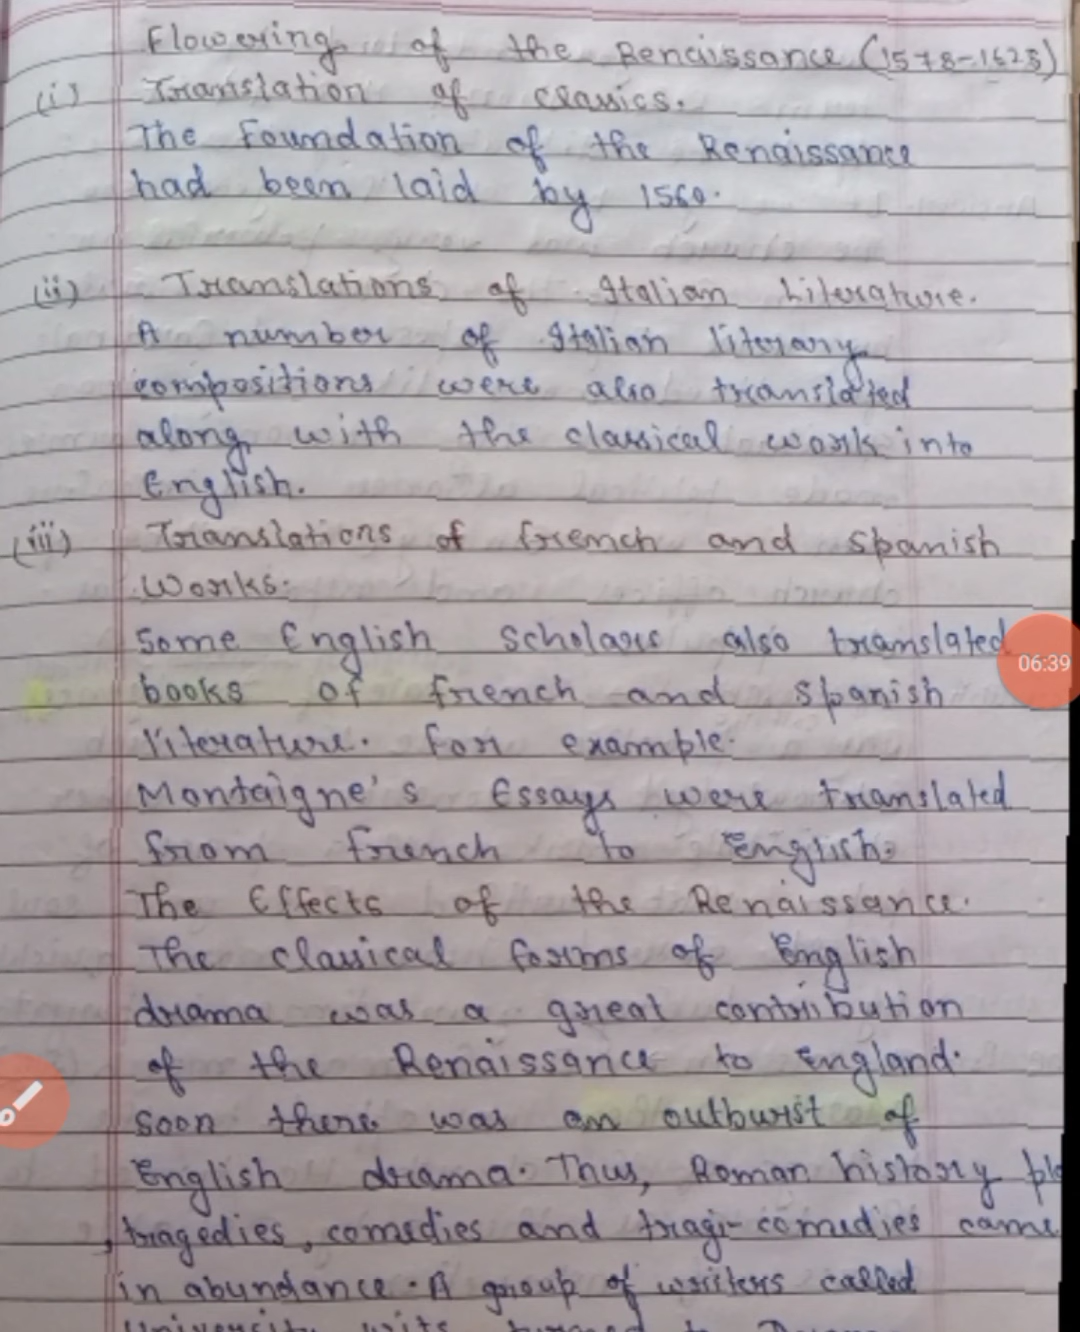 Flowering of the Renaissance (1578-1625)
(i) Translation of classics.
The Foundation of the Renaissance
had been laid by 1560.
(ii) Translations of Italian Literature.
A number of Italian literary
compositions were also translated
along with the classical work into
English.
(iii) Translations of french and spanish
Works.
Some English Scholars also translated
06:39
books of french and spanish
literature. For example.
Montaigne's Essays were translated
from french to English.
The Effects of the Renaissance.
The classical forms of English
drama was a great contribution
of the Renaissance to England.
Soon there was an outburst of
English drama. Thus, Roman history
, tragedies, comedies and tragi-comedies came
in abundance. A group of writers called
University wits turned to